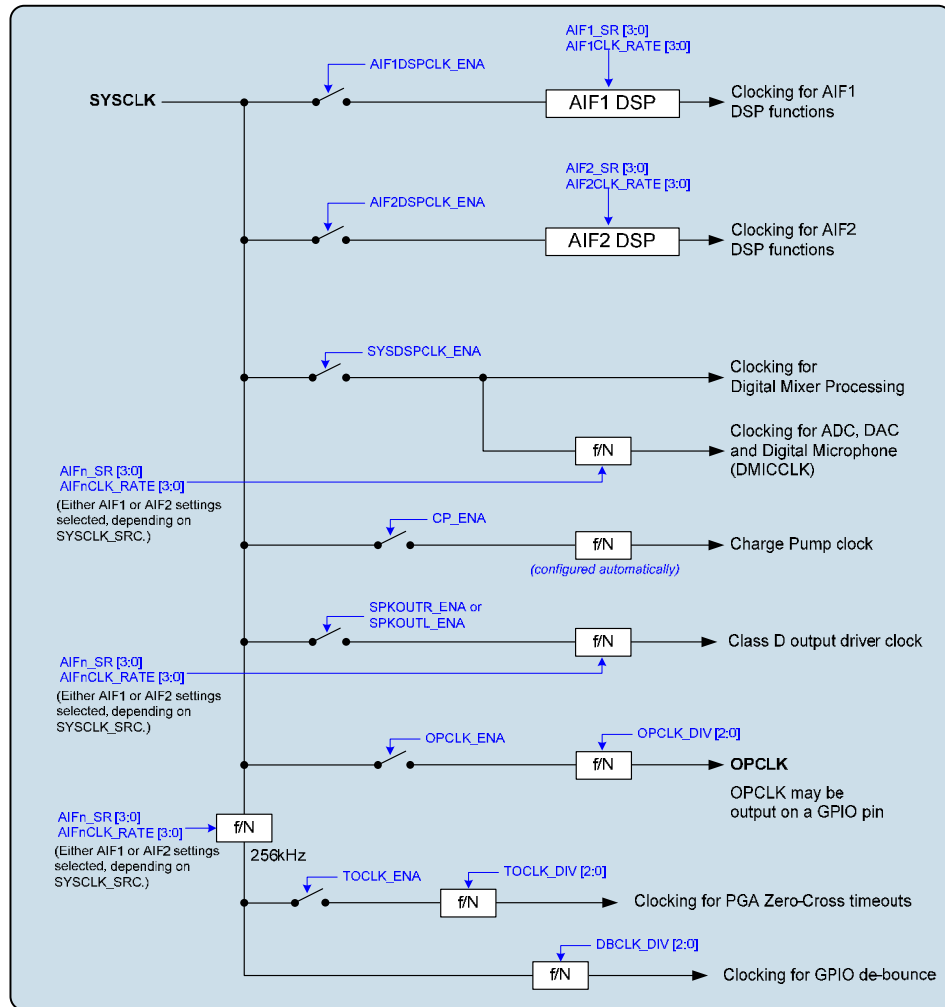 AIF1_SR [3:0]
AIF1CLK_RATE [3:0]
AIF1DSPCLK_ENA
SYSCLK
AIF1 DSP
Clocking for AIF1
DSP functions
AIF2_SR [3:0]
AIF2CLK_RATE [3:0]
AIF2DSPCLK_ENA
AIF2 DSP
Clocking for AIF2
DSP functions
SYSDSPCLK_ENA
Clocking for
Digital Mixer Processing
f/N
Clocking for ADC, DAC
and Digital Microphone
(DMICCLK)
AIFn_SR [3:0]
AIFnCLK_RATE [3:0]
(Either AIF1 or AIF2 settings
selected, depending on
SYSCLK_SRC.)
CP_ENA
f/N
Charge Pump clock
(configured automatically)
SPKOUTR_ENA or
SPKOUTL_ENA
f/N
Class D output driver clock
AIFn_SR [3:0]
AIFnCLK_RATE [3:0]
(Either AIF1 or AIF2 settings
selected, depending on
SYSCLK_SRC.)
OPCLK_ENA
OPCLK_DIV [2:0]
f/N
OPCLK
OPCLK may be
output on a GPIO pin
AIFn_SR [3:0]
AIFnCLK_RATE [3:0]
(Either AIF1 or AIF2 settings
selected, depending on
SYSCLK_SRC.)
f/N
256kHz
TOCLK_ENA
TOCLK_DIV [2:0]
f/N
Clocking for PGA Zero-Cross timeouts
DBCLK_DIV [2:0]
f/N
Clocking for GPIO de-bounce